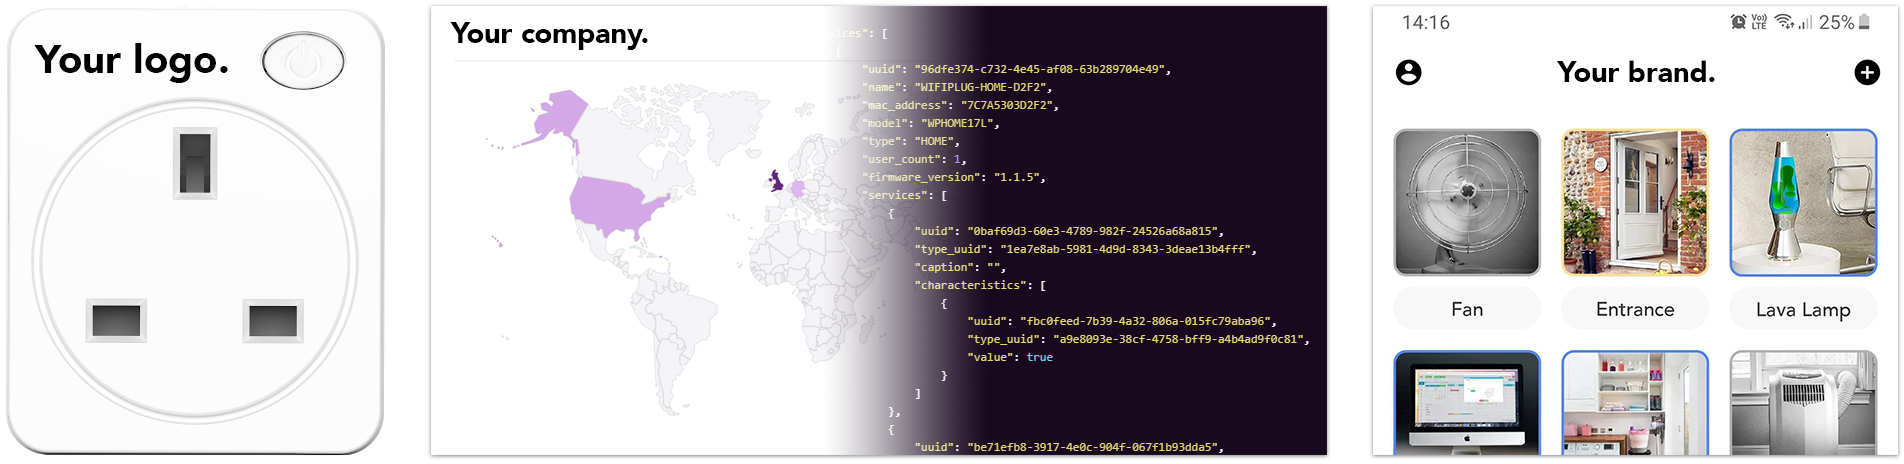 Your logo.
Your company.
services": [
{
"uuid": "96dfe374-c732-4e45-af08-63b289704e49",
"name": "WIFIPLUG-HOME-D2F2",
"mac_address": "7C7A5303D2F2",
"model": "WPHOME17L",
"type": "HOME",
"user_count": 1,
"firmware_version": "1.1.5",
"services": [
{
"uuid": "0baf69d3-60e3-4789-982f-24526a68a815",
"type_uuid": "1ea7e8ab-5981-4d9d-8343-3deae13b4fff",
"caption": "",
"characteristics": [
{
"uuid": "fbc0feed-7b39-4a32-806a-015fc79aba96",
"type_uuid": "a9e8093e-38cf-4758-bff9-a4b4ad9f0c81",
"value": true
}
]
},
{
"uuid": "be71efb8-3917-4e0c-904f-067f1b93dda5",
14:16
Vo) LTE 25%
Your brand.
Fan
Entrance
Lava Lamp